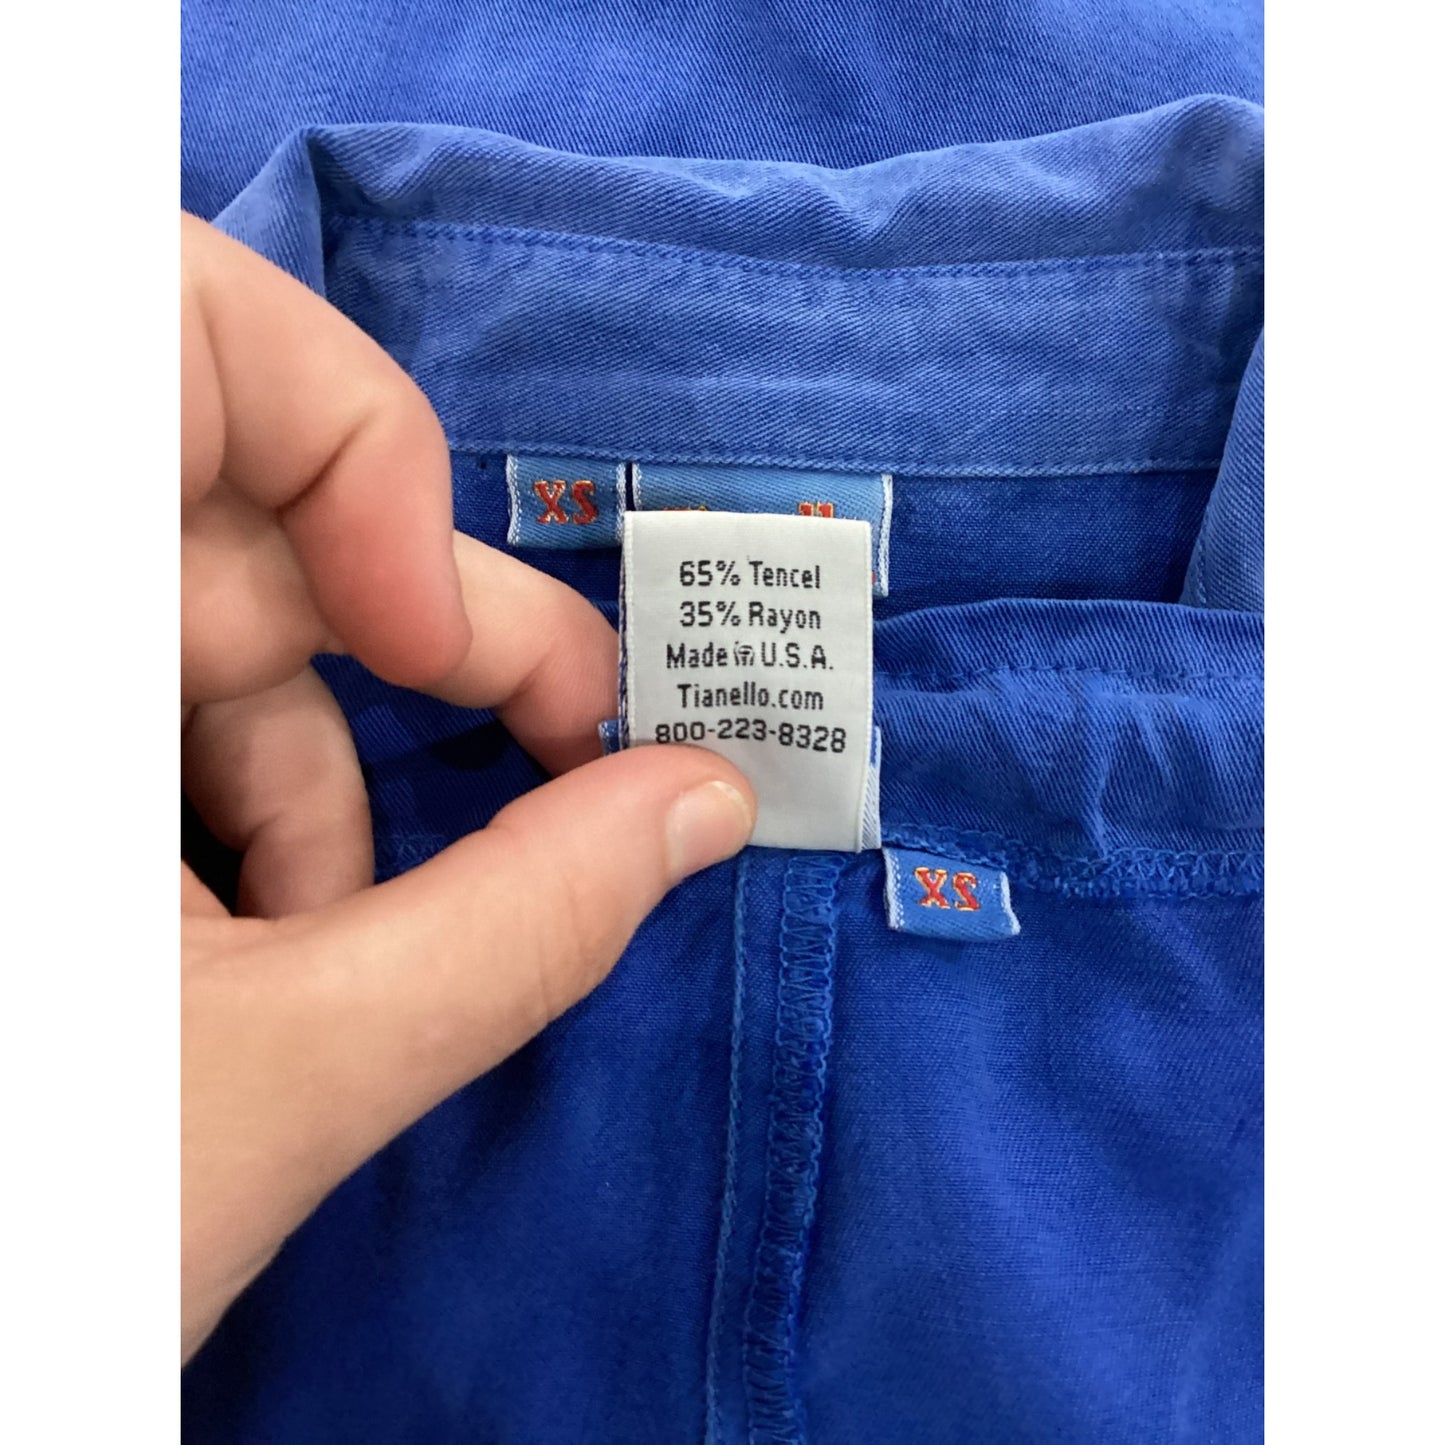 XS
65% Tencel
35% Rayon
Made in U.S.A.
Tianello.com
800-223-8328
XS